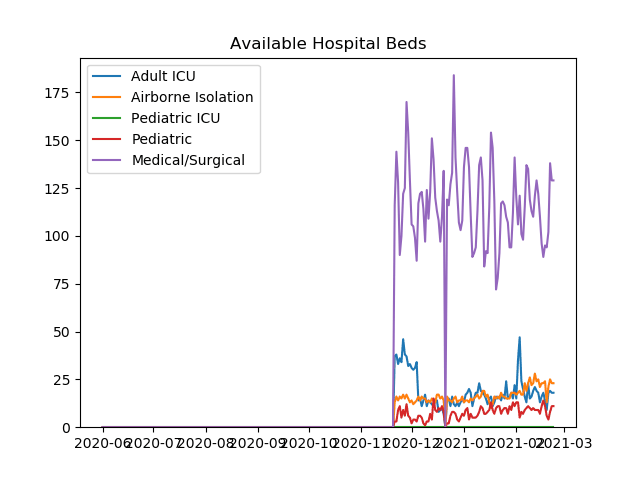 Available Hospital Beds
Adult ICU
Airborne Isolation
Pediatric ICU
Pediatric
Medical/Surgical
175
150
125
100
75
50
25
0
2020-06 2020-07 2020-08 2020-09 2020-10 2020-11 2020-12 2021-01 2021-02 2021-03